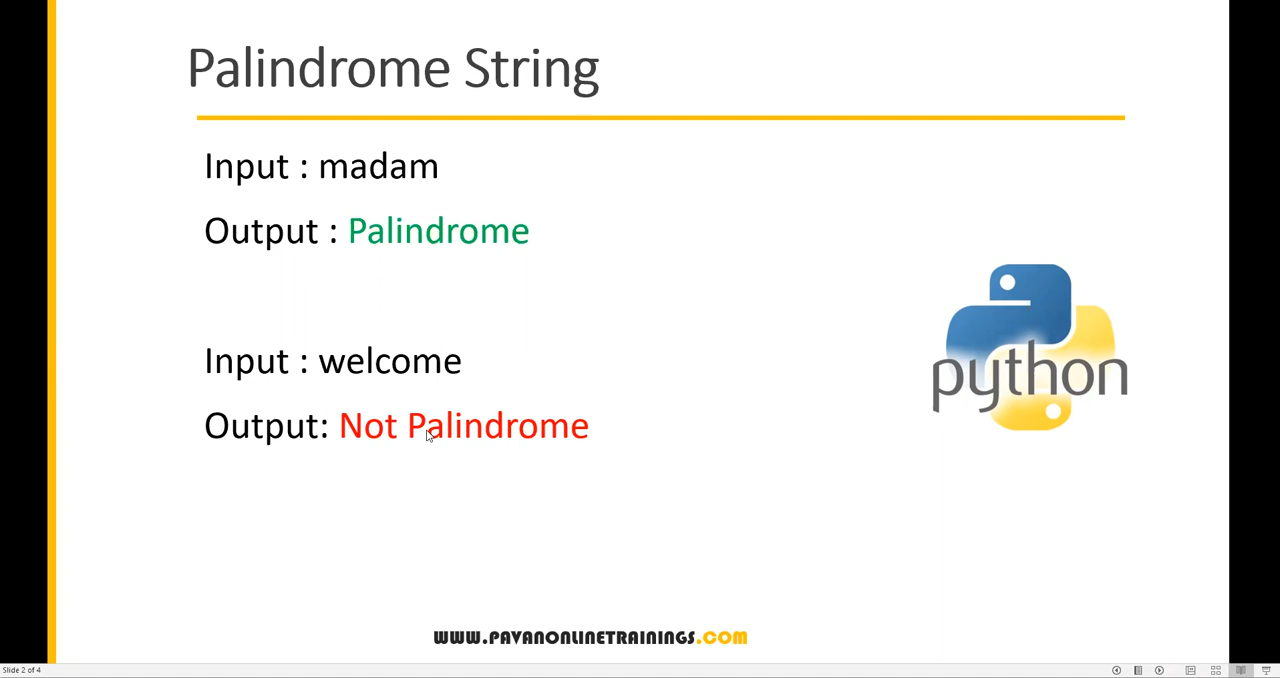 Palindrome String
Input : madam
Output : Palindrome
Input : welcome
Output: Not Palindrome
python
WWW.PAVANONLINETRAININGS.COM
Slide 2 of 4